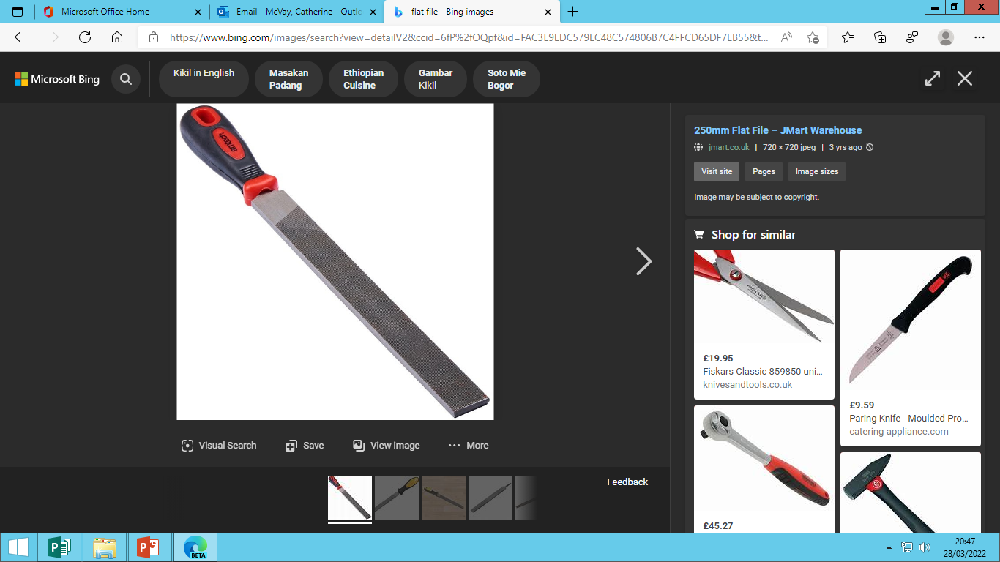 Microsoft Office Home
Email - McVay, Catherine - Outlo
flat file - Bing images
https://www.bing.com/images/search?view=detailV2&ccid=6fP%2fOQpf&id=FAC3E9EDC579EC48C574806B7C4FFCD65DF7EB55&t...
Microsoft Bing
Kikil in English
Masakan
Padang
Ethiopian
Cuisine
Gambar
Kikil
Soto Mie
Bogor
amtech
250mm Flat File – JMart Warehouse
jmart.co.uk | 720 × 720 jpeg | 3 yrs ago
Visit site
Pages
Image sizes
Image may be subject to copyright.
Shop for similar
FISKARS
£19.95
Fiskars Classic 859850 uni...
knivesandtools.co.uk
£9.59
Paring Knife - Moulded Pro...
catering-appliance.com
£45.27
Visual Search
Save
View image
More
Feedback
P
P
BETA
20:47
28/03/2022